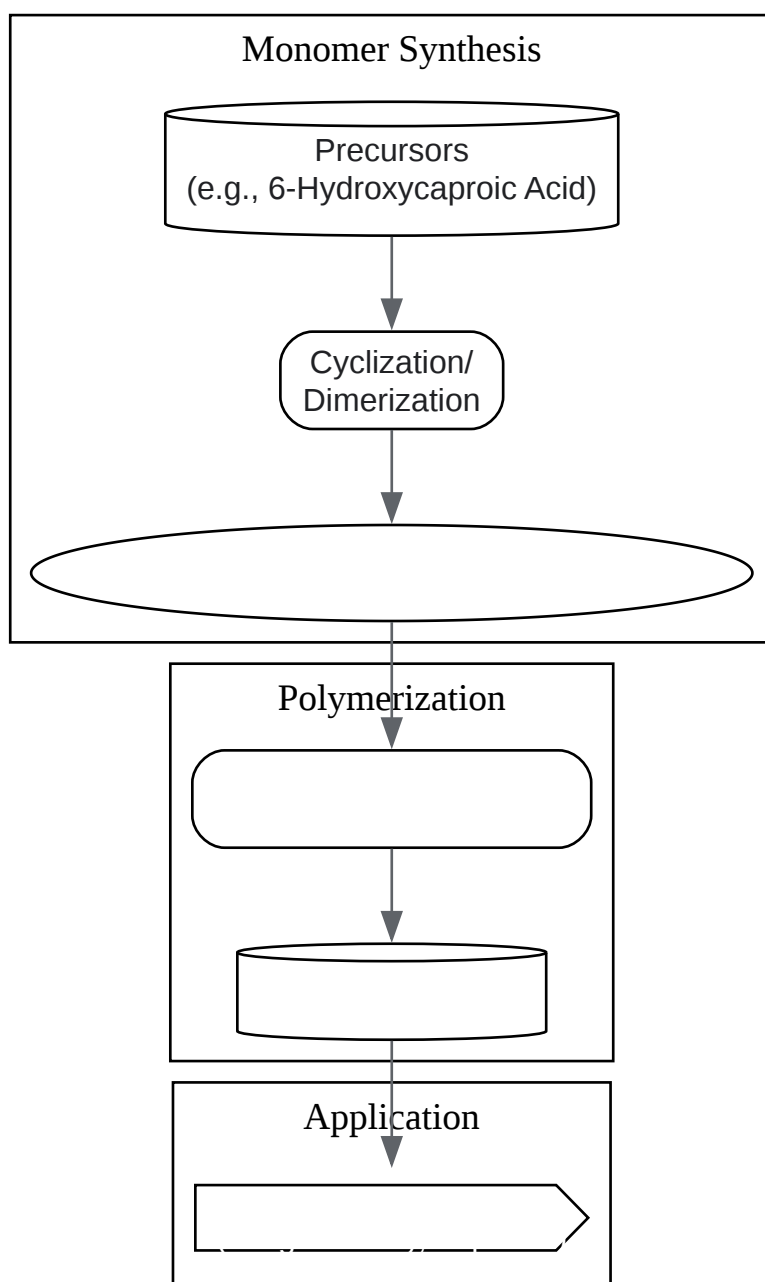 Monomer Synthesis
Precursors
(e.g., 6-Hydroxycaproic Acid)
Cyclization/
Dimerization
Polymerization
Application